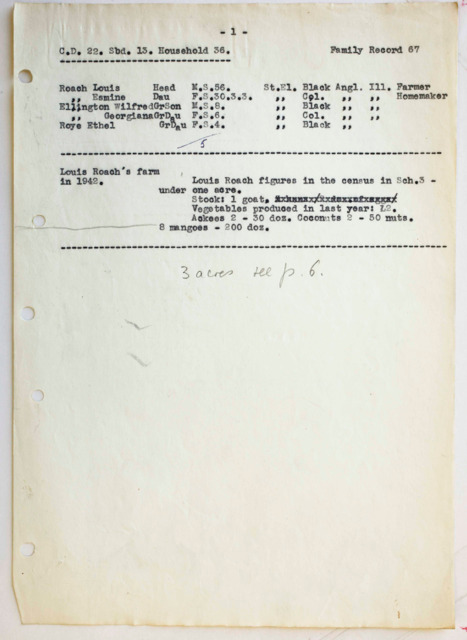 - 1 -
C.D. 22. Sbd. 13. Household 36. Family Record 67
Roach Louis Head M.S.56. St.El. Black Angl. Ill. Farmer
,, Esmine Dau F.S.30.3.3. ,, Col. ,, ,, Homemaker
Ellington Wilfred GrSon M.S.8. ,, Black ,, ,,
,, Georgiana GrDau F.S.6. ,, Col. ,, ,,
Roye Ethel GrDau F.S.4. ,, Black ,,
5
Louis Roach's farm
in 1942. Louis Roach figures in the census in Sch.3 -
under one acre.
Stock: 1 goat.
Vegetables produced in last year: £2.
Ackees 2 - 30 doz. Coconuts 2 - 50 nuts.
8 mangoes - 200 doz.
3 acres see p. 6.